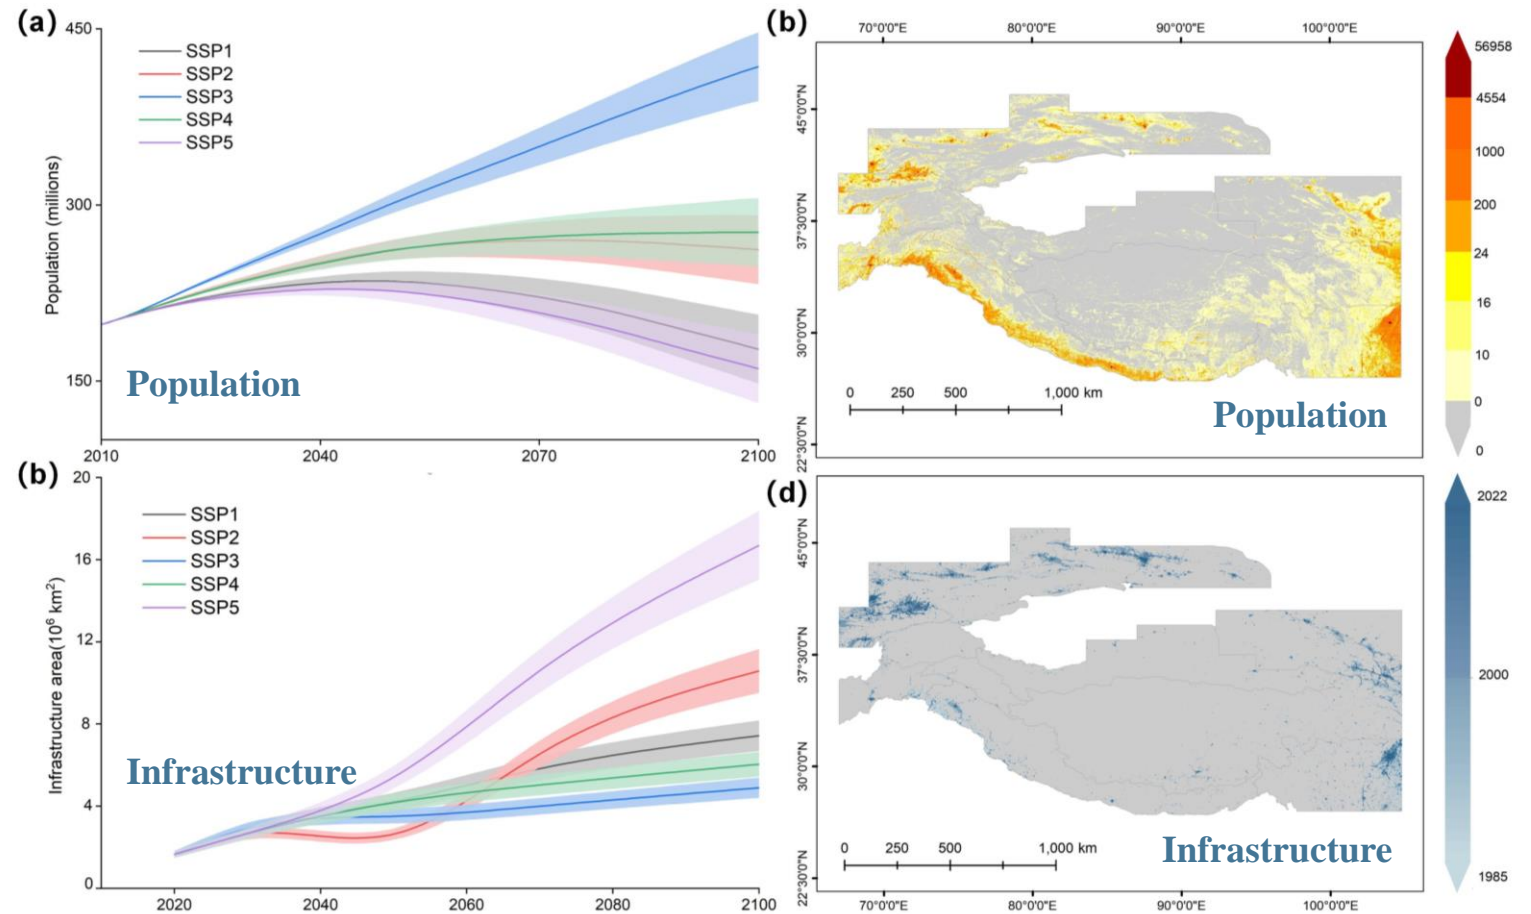 (a)
450
300
150
Population (millions)
SSP1
SSP2
SSP3
SSP4
SSP5
Population
2010
2040
2070
2100
(b)
70°0'0"E
80°0'0"E
90°0'0"E
100°0'0"E
45°0'0"N
37°30'0"N
30°0'0"N
22°30'0"N
0
250
500
1,000 km
Population
56958
4554
1000
200
24
16
10
0
0
(b)
20
16
12
8
4
0
Infrastructure area(10⁶ km²)
SSP1
SSP2
SSP3
SSP4
SSP5
Infrastructure
2020
2040
2060
2080
2100
(d)
45°0'0"N
37°30'0"N
30°0'0"N
22°30'0"N
0
250
500
1,000 km
Infrastructure
70°0'0"E
80°0'0"E
90°0'0"E
100°0'0"E
2022
2000
1985